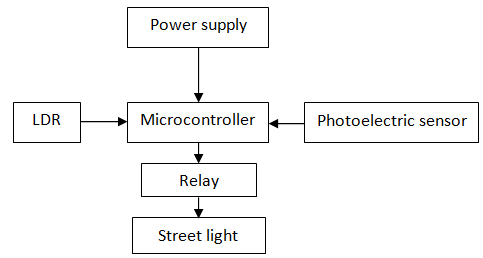 Power supply
LDR
Microcontroller
Photoelectric sensor
Relay
Street light